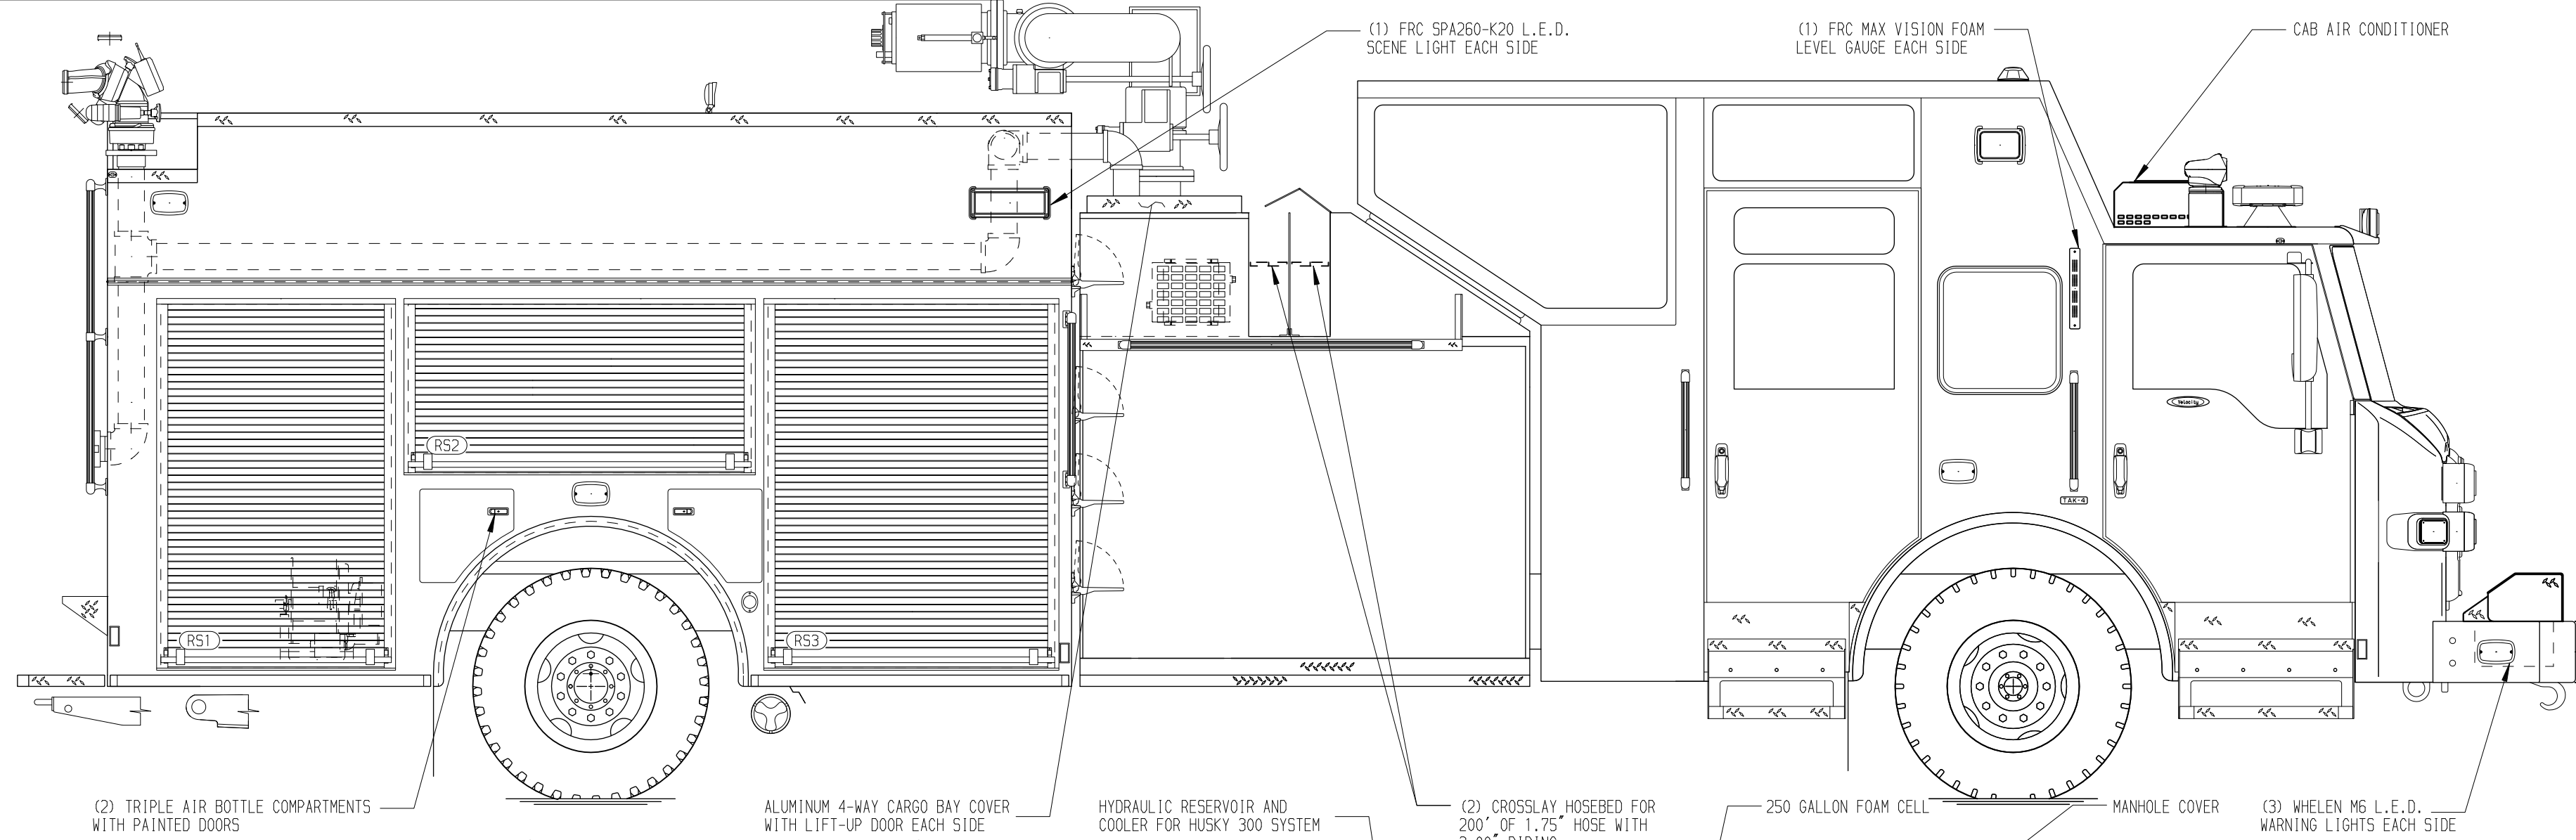 (1) FRC SPA260-K20 L.E.D.
SCENE LIGHT EACH SIDE
(1) FRC MAX VISION FOAM
LEVEL GAUGE EACH SIDE
CAB AIR CONDITIONER
Velocity
RS2
TAK-4
RS1
RS3
(2) TRIPLE AIR BOTTLE COMPARTMENTS
WITH PAINTED DOORS
ALUMINUM 4-WAY CARGO BAY COVER
WITH LIFT-UP DOOR EACH SIDE
HYDRAULIC RESERVOIR AND
COOLER FOR HUSKY 300 SYSTEM
(2) CROSSLAY HOSEBED FOR
200' OF 1.75" HOSE WITH
250 GALLON FOAM CELL
MANHOLE COVER
(3) WHELEN M6 L.E.D.
WARNING LIGHTS EACH SIDE